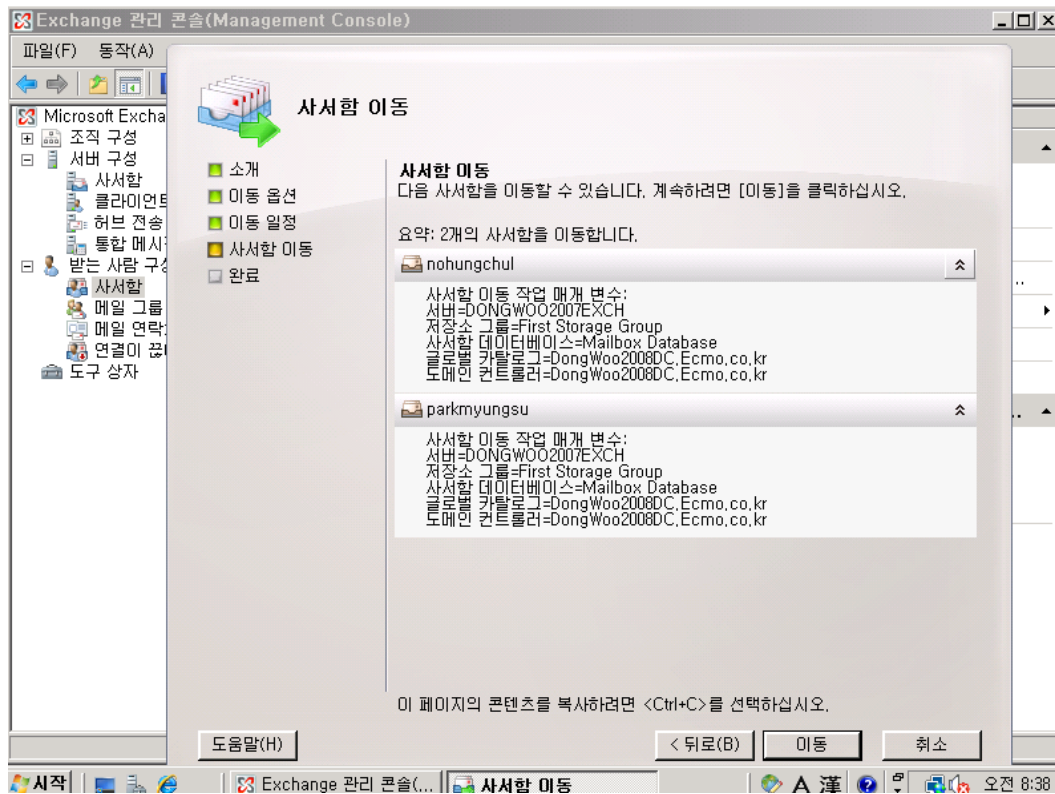 Exchange 관리 콘솔(Management Console)
파일(F) 동작(A)
Microsoft Excha
조직 구성
서버 구성
사서함
클라이언트
허브 전송
통합 메시
받는 사람 구성
사서함
메일 그룹
메일 연락
연결이 끊
도구 상자
사서함 이동
소개
이동 옵션
이동 일정
사서함 이동
완료
사서함 이동
다음 사서함을 이동할 수 있습니다. 계속하려면 [이동]을 클릭하십시오.
요약: 2개의 사서함을 이동합니다.
nohungchul
사서함 이동 작업 매개 변수:
서버=DONGWOO2007EXCH
저장소 그룹=First Storage Group
사서함 데이터베이스=Mailbox Database
글로벌 카탈로그=DongWoo2008DC.Ecmo.co.kr
도메인 컨트롤러=DongWoo2008DC.Ecmo.co.kr
parkmyungsu
사서함 이동 작업 매개 변수:
서버=DONGWOO2007EXCH
저장소 그룹=First Storage Group
사서함 데이터베이스=Mailbox Database
글로벌 카탈로그=DongWoo2008DC.Ecmo.co.kr
도메인 컨트롤러=DongWoo2008DC.Ecmo.co.kr
이 페이지의 콘텐츠를 복사하려면 <Ctrl+C>를 선택하십시오.
도움말(H) < 뒤로(B) 이동 취소
시작 Exchange 관리 콘솔(... 사서함 이동 A 漢 오전 8:38